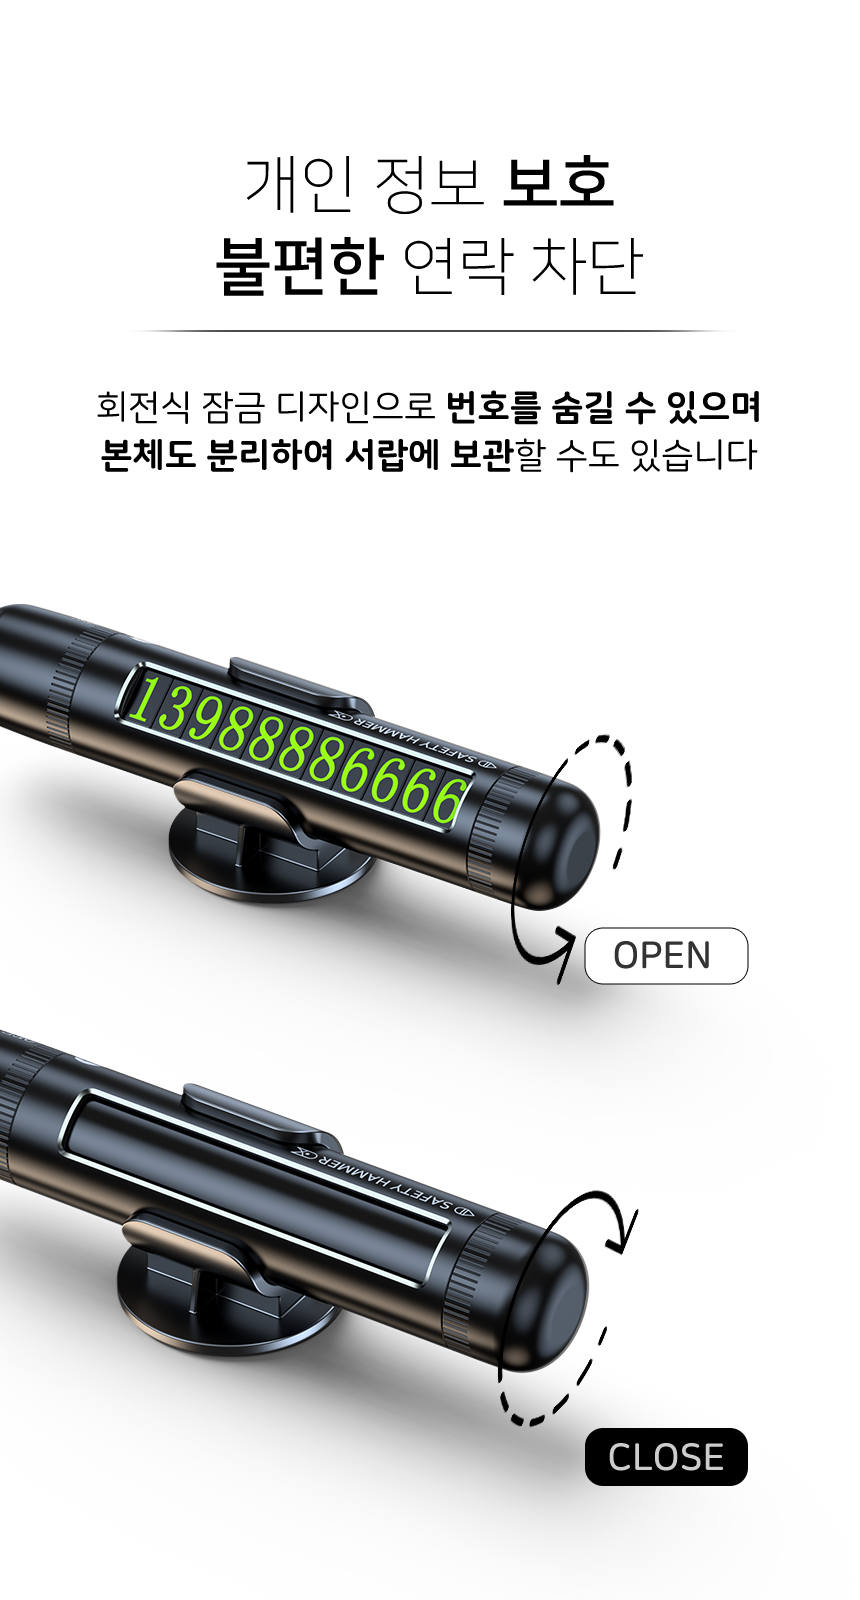 개인 정보 보호
불편한 연락 차단
회전식 잠금 디자인으로 번호를 숨길 수 있으며
본체도 분리하여 서랍에 보관할 수도 있습니다
13988886666
SAFETY HAMMER
OPEN
SAFETY HAMMER
CLOSE